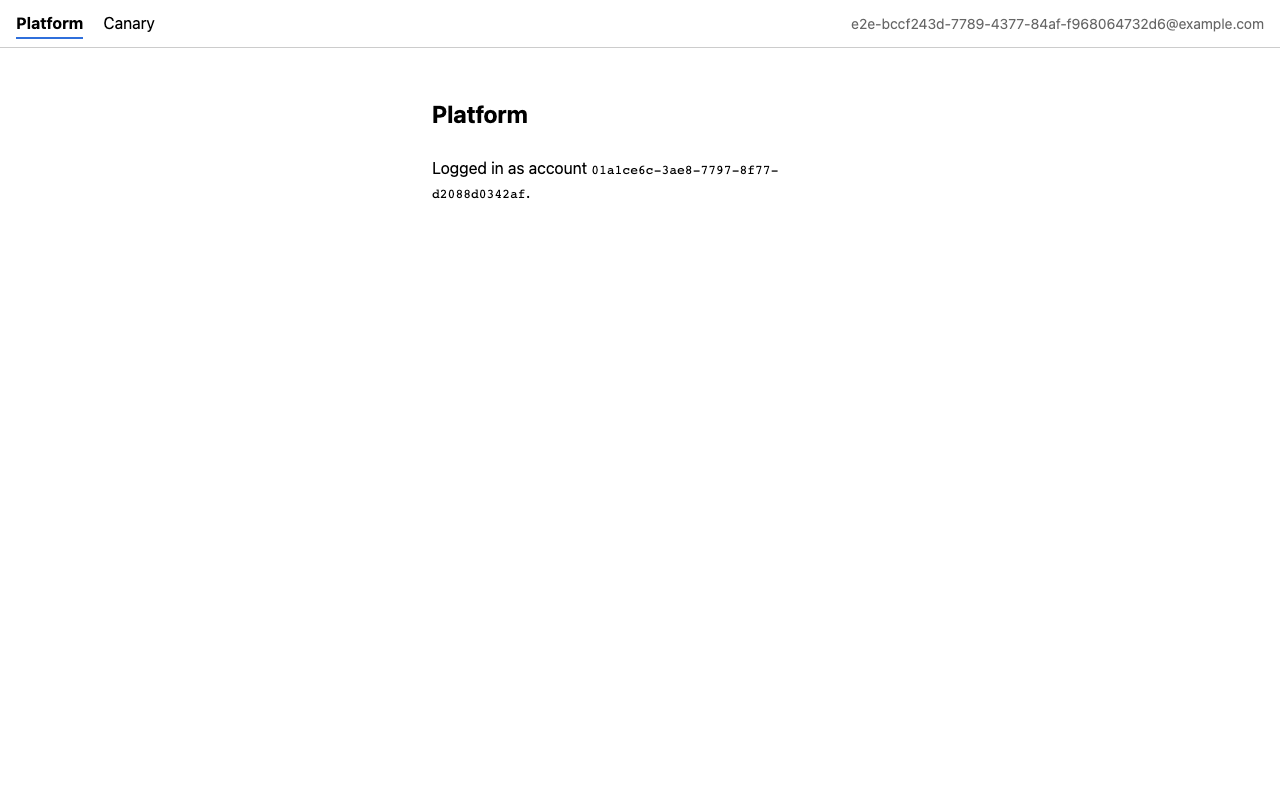 Platform Canary e2e-bccf243d-7789-4377-84af-f968064732d6@example.com
Platform
Logged in as account 01a1ce6c-3ae8-7797-8f77-
d2088d0342af.